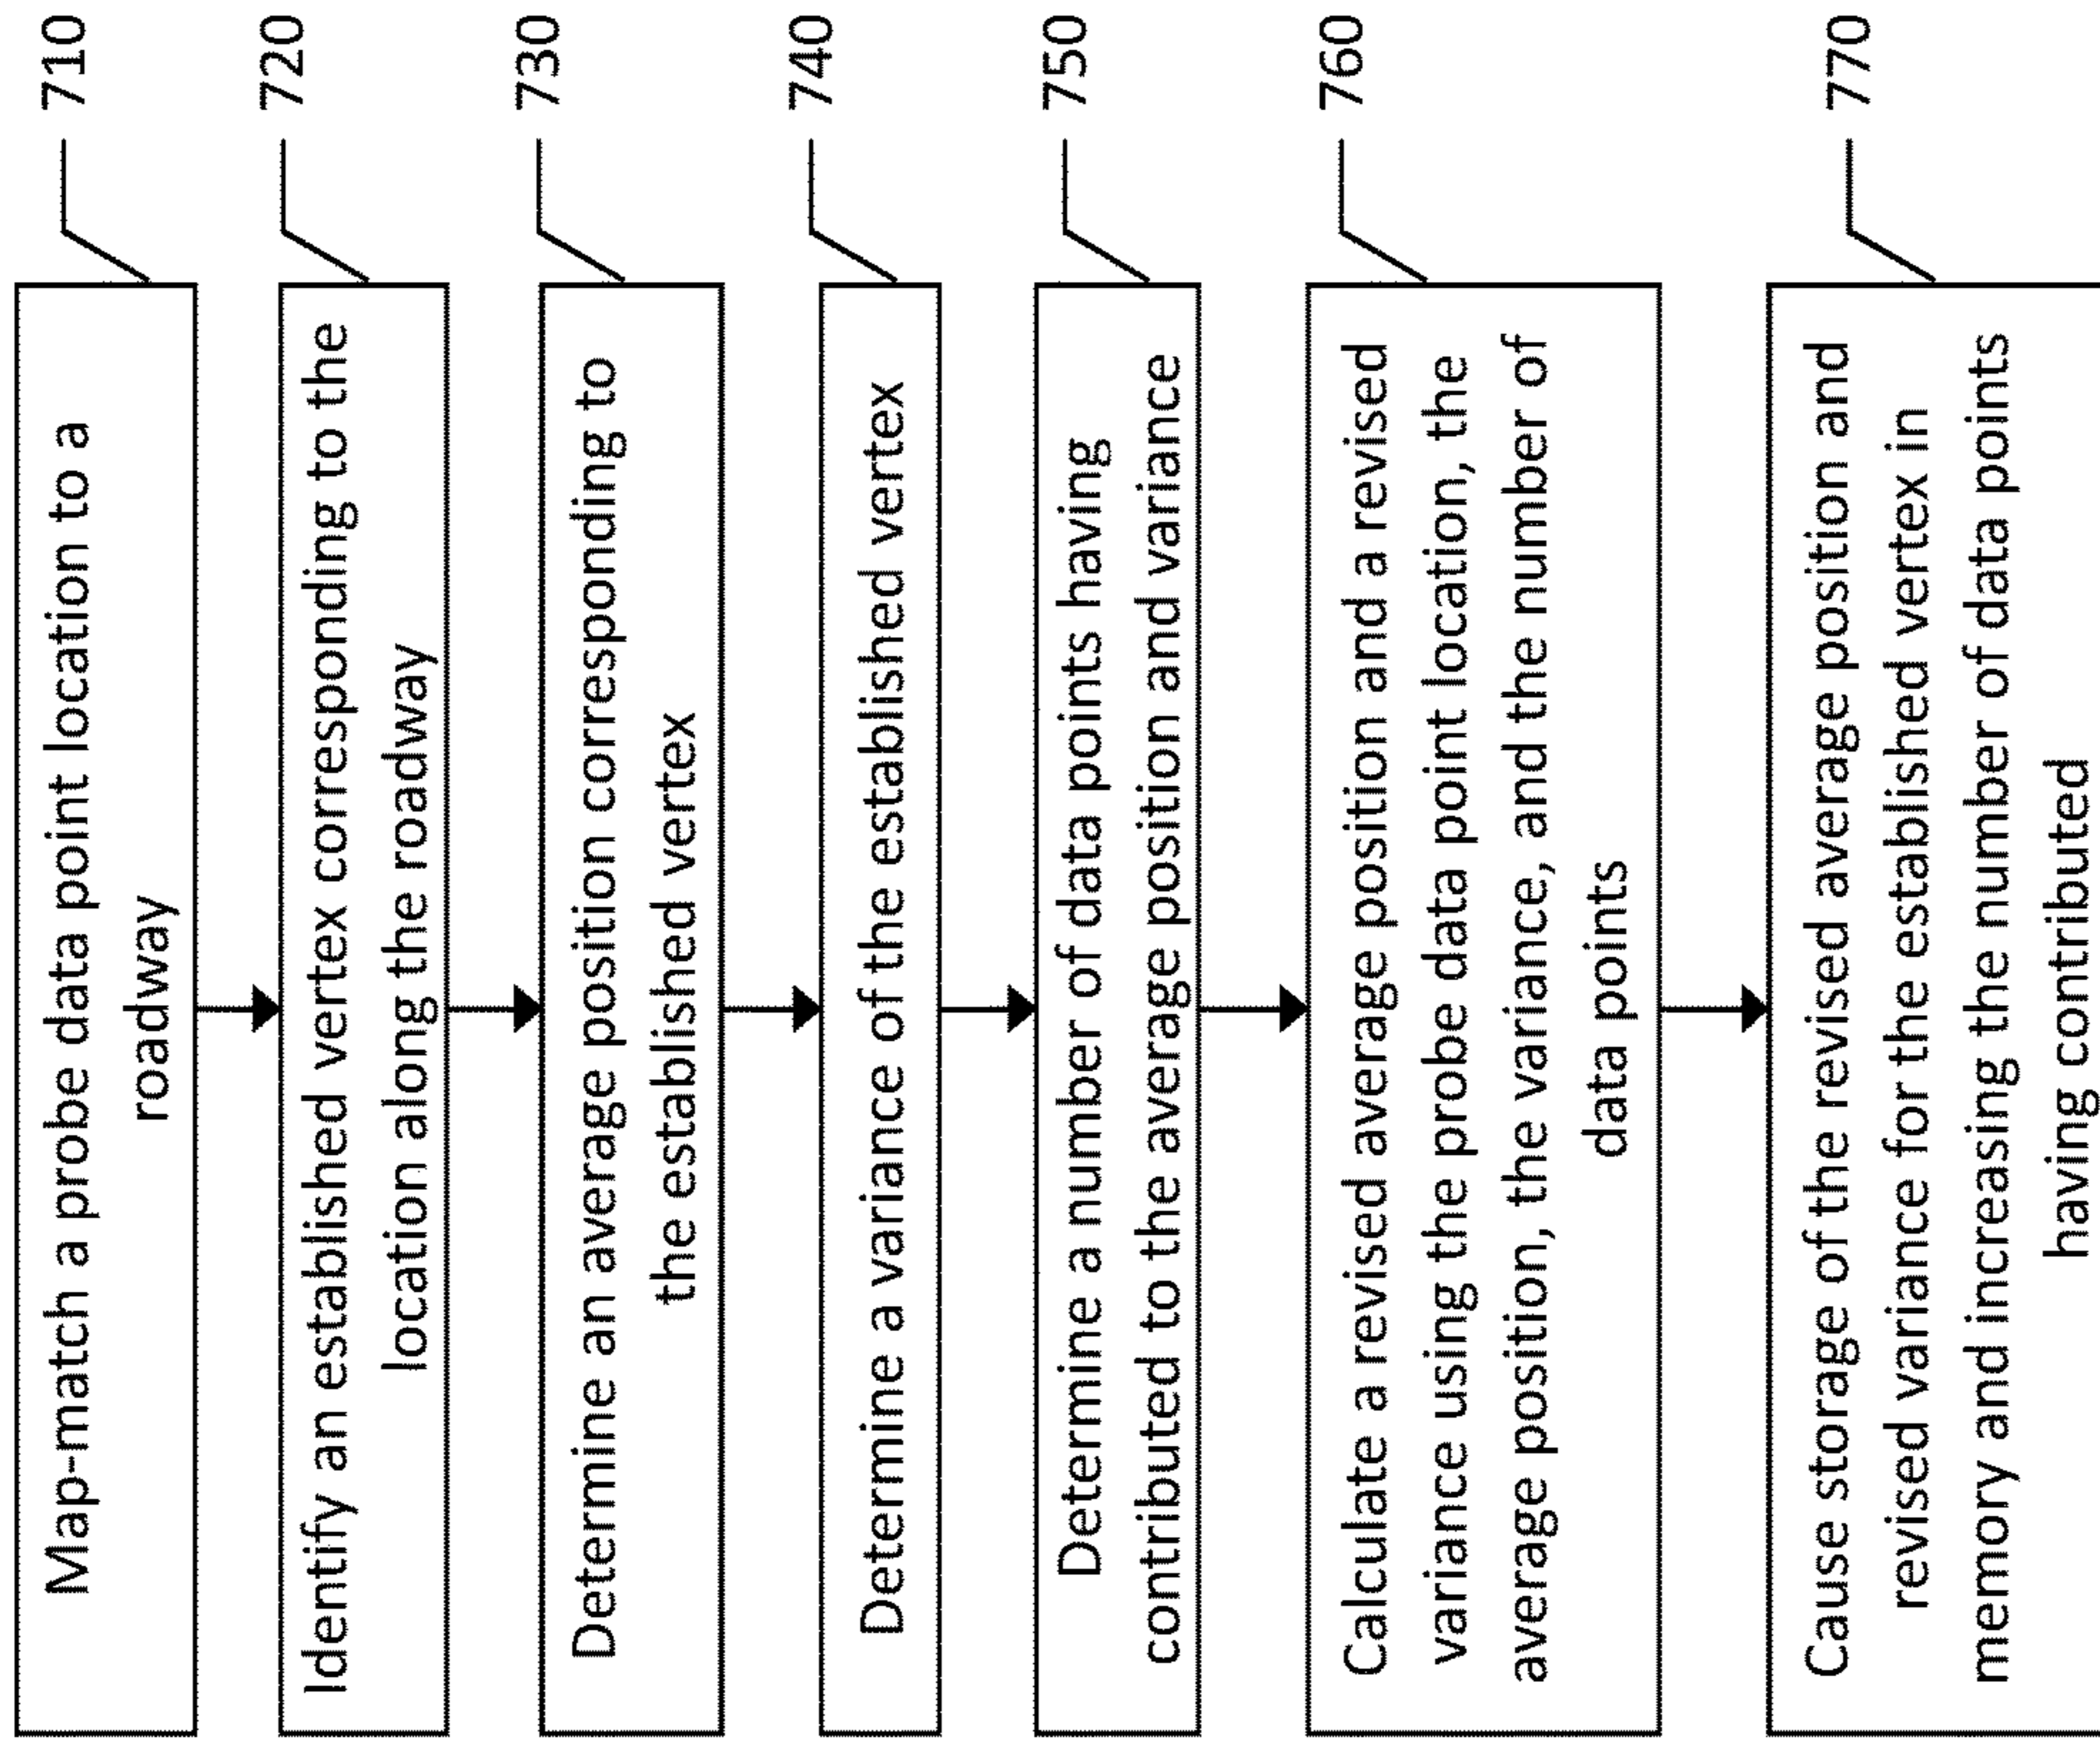 Map-match a probe data point location to a
roadway
710
Identify an established vertex corresponding to the
location along the roadway
720
Determine an average position corresponding to
the established vertex
730
Determine a variance of the established vertex
740
Determine a number of data points having
contributed to the average position and variance
750
Calculate a revised average position and a revised
variance using the probe data point location, the
average position, the variance, and the number of
data points
760
Cause storage of the revised average position and
revised variance for the established vertex in
memory and increasing the number of data points
having contributed
770